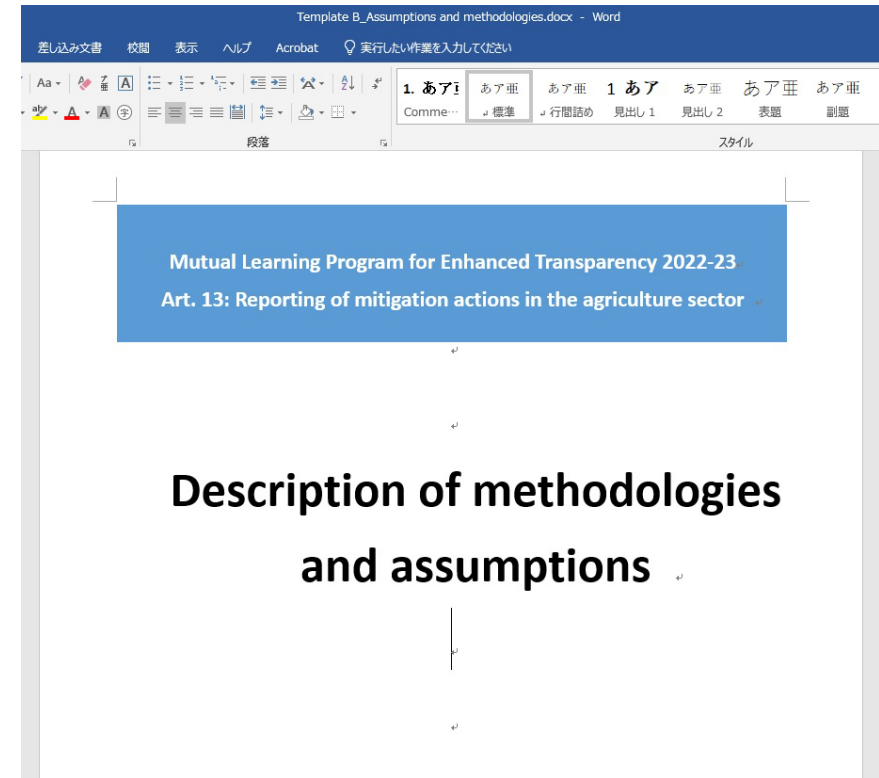 Template B_Assumptions and methodologies.docx - Word
差し込み文書 校閲 表示 ヘルプ Acrobat 実行したい作業を入力してください
Aa
1. あア亜 あア亜 あア亜 1 あア あア亜 あア亜 あア亜
Comme… 標準 行間詰め 見出し 1 見出し 2 表題 副題
段落 スタイル
Mutual Learning Program for Enhanced Transparency 2022-23
Art. 13: Reporting of mitigation actions in the agriculture sector
Description of methodologies
and assumptions